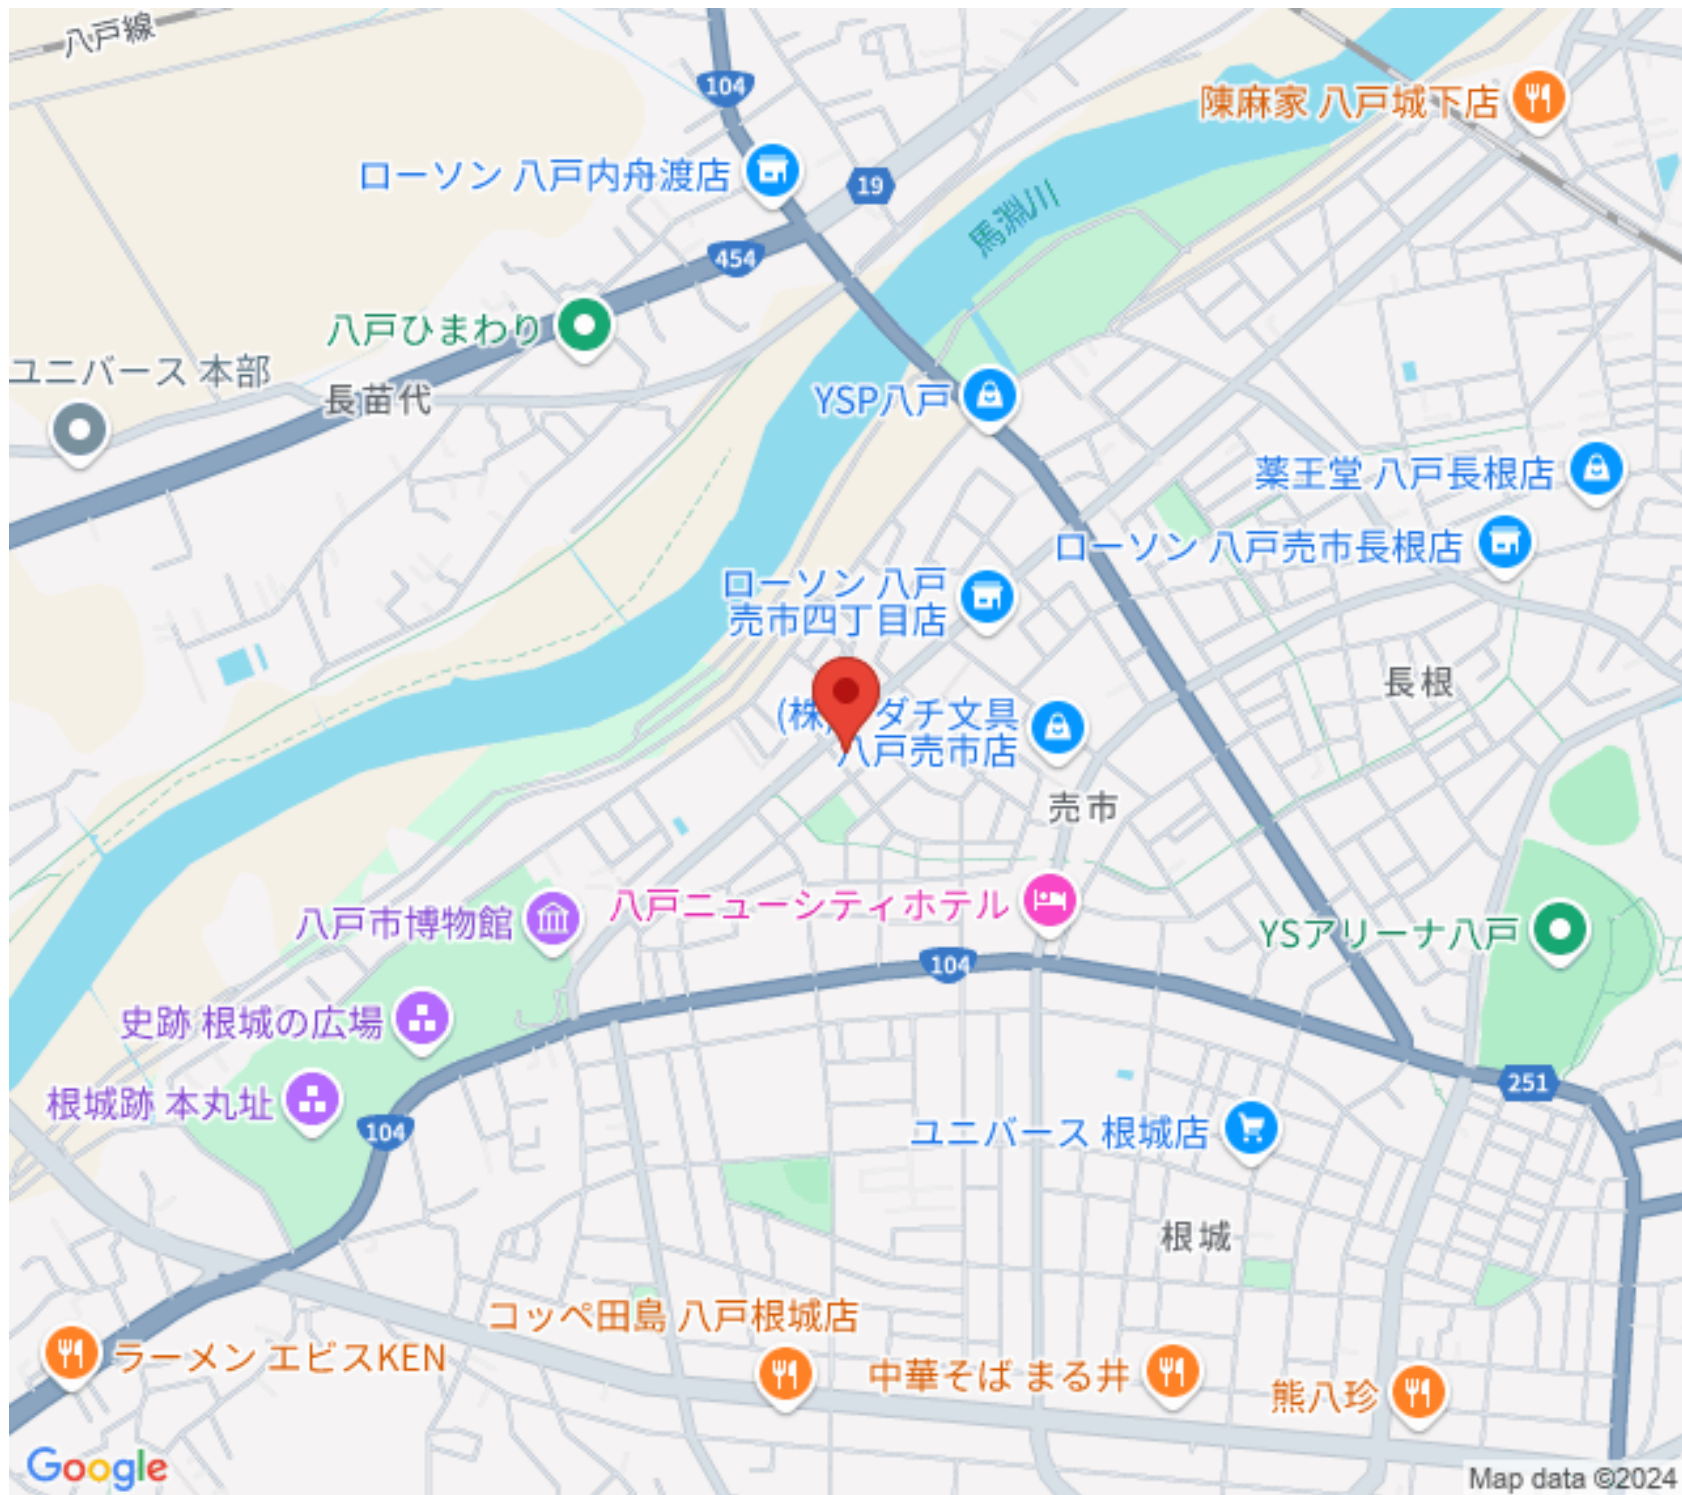 八戸線
104
陳麻家 八戸城下店
ローソン 八戸内舟渡店
19
馬淵川
454
八戸ひまわり
ユニバース 本部
長苗代
YSP八戸
薬王堂 八戸長根店
ローソン 八戸売市長根店
ローソン 八戸
売市四丁目店
長根
(株) ダチ文具
八戸売市店
売市
八戸ニューシティホテル
八戸市博物館
YSアリーナ八戸
104
史跡 根城の広場
251
根城跡 本丸址
104
ユニバース 根城店
根城
コッペ田島 八戸根城店
ラーメン エビスKEN
中華そば まる井
熊八珍
Google
Map data ©2024